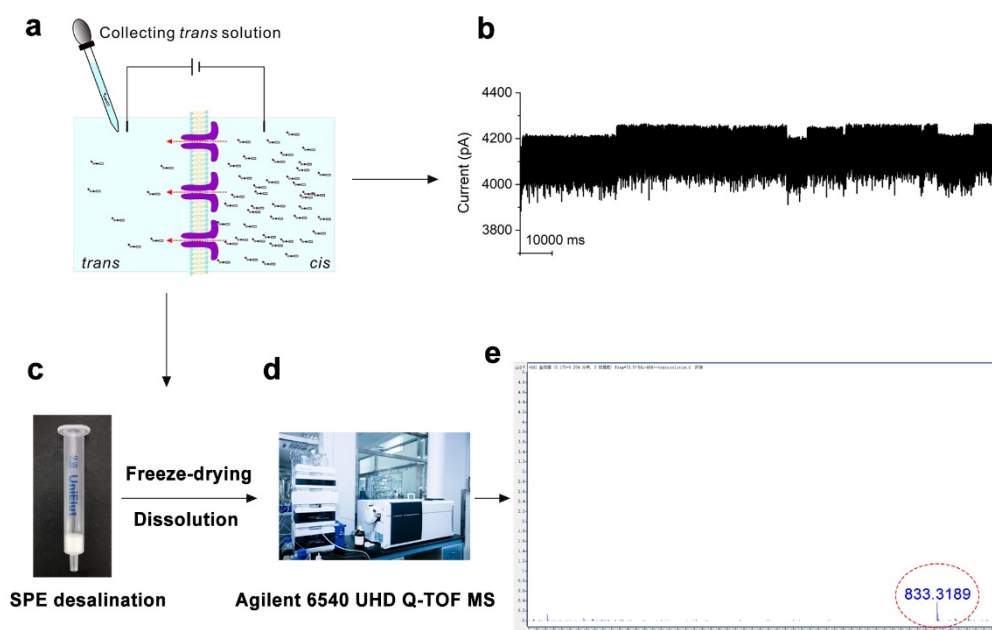 a
Collecting trans solution
trans
cis
b
4400
4200
4000
3800
Current (pA)
10000 ms
c
UniElut
SPE desalination
Freeze-drying
Dissolution
d
Agilent 6540 UHD Q-TOF MS
e
833.3189